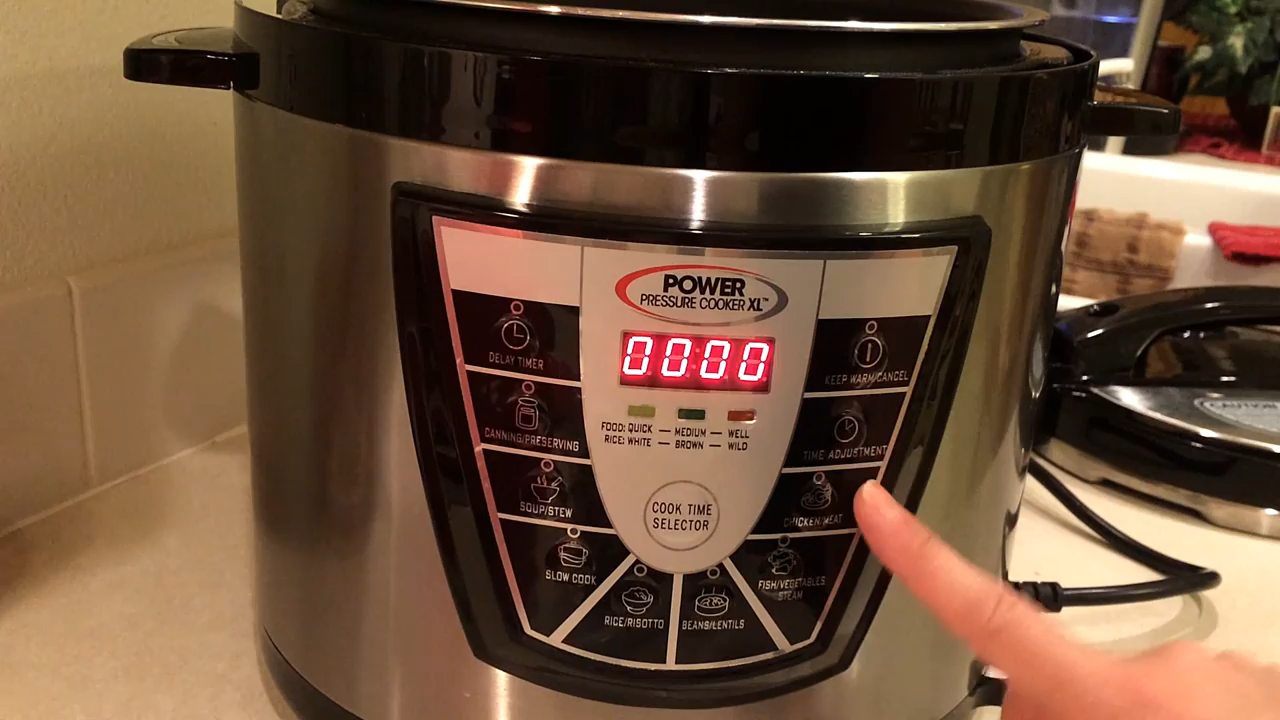 POWER
PRESSURE COOKER XL™
0000
FOOD: QUICK — MEDIUM — WELL
RICE: WHITE — BROWN — WILD
COOK TIME
SELECTOR
DELAY TIMER
CANNING/PRESERVING
SOUP/STEW
SLOW COOK
RICE/RISOTTO
BEANS/LENTILS
FISH/VEGETABLES
STEAM
CHICKEN/MEAT
TIME ADJUSTMENT
KEEP WARM/CANCEL
CAUTION